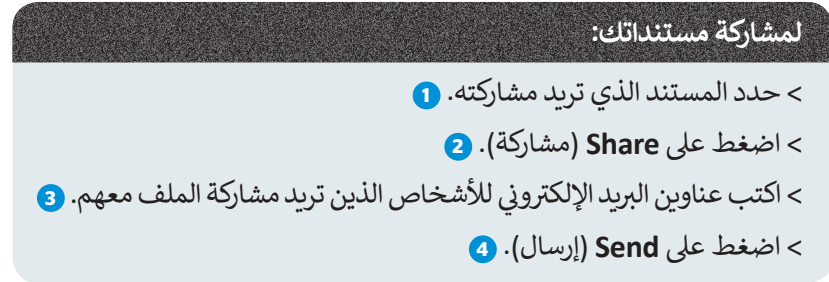 لمشاركة مستنداتك:
> حدد المستند الذي تريد مشاركته. 1
> اضغط على Share (مشاركة). 2
> اكتب عناوين البريد الإلكتروني للأشخاص الذين تريد مشاركة الملف معهم. 3
> اضغط على Send (إرسال). 4